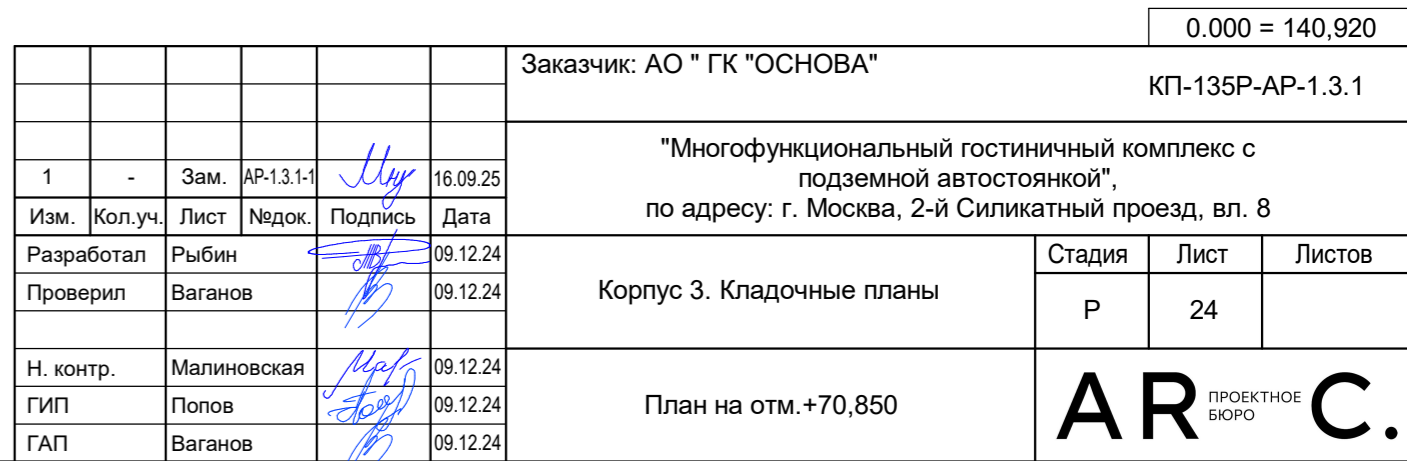 0.000 = 140,920
Заказчик: АО " ГК "ОСНОВА"
КП-135Р-АР-1.3.1
"Многофункциональный гостиничный комплекс с
подземной автостоянкой",
по адресу: г. Москва, 2-й Силикатный проезд, вл. 8
1 - Зам. АР-1.3.1-1 16.09.25
Изм. Кол.уч. Лист №док. Подпись Дата
Разработал Рыбин 09.12.24
Проверил Ваганов 09.12.24
Корпус 3. Кладочные планы
Стадия Лист Листов
Р 24
Н. контр. Малиновская 09.12.24
ГИП Попов 09.12.24
ГАП Ваганов 09.12.24
План на отм.+70,850
AR ПРОЕКТНОЕ БЮРО C.